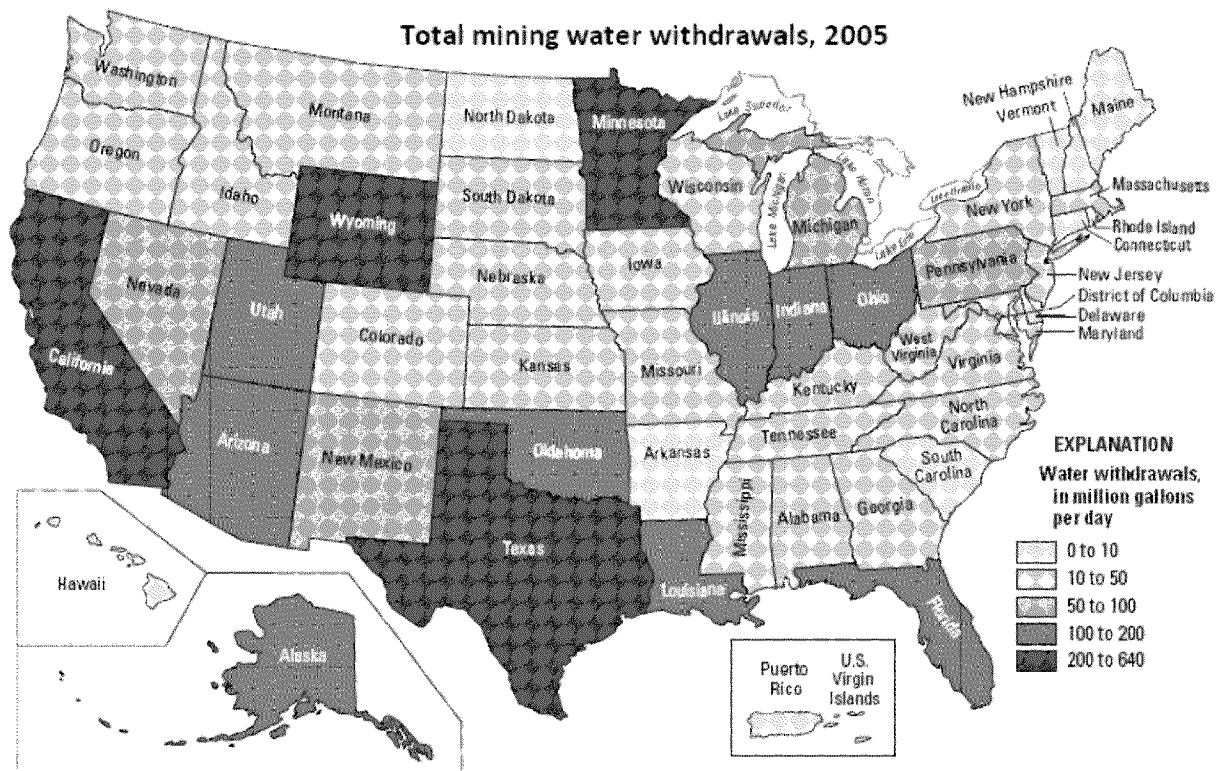 Total mining water withdrawals, 2005
Washington
Oregon
Idaho
Montana
North Dakota
Minnesota
South Dakota
Wyoming
Wisconsin
Michigan
Lake Superior
Lake Michigan
Lake Huron
Lake Erie
Lake Ontario
New Hampshire
Vermont
Maine
Massachusetts
New York
Rhode Island
Connecticut
Pennsylvania
New Jersey
District of Columbia
Delaware
Maryland
Nevada
Utah
Colorado
Nebraska
Iowa
Illinois
Indiana
Ohio
West
Virginia
Virginia
California
Kansas
Missouri
Kentucky
North
Carolina
Tennessee
South
Carolina
Arizona
New Mexico
Oklahoma
Arkansas
Mississippi
Alabama
Georgia
Texas
Louisiana
Florida
Hawaii
Alaska
Puerto
Rico
U.S.
Virgin
Islands
EXPLANATION
Water withdrawals,
in million gallons
per day
0 to 10
10 to 50
50 to 100
100 to 200
200 to 640